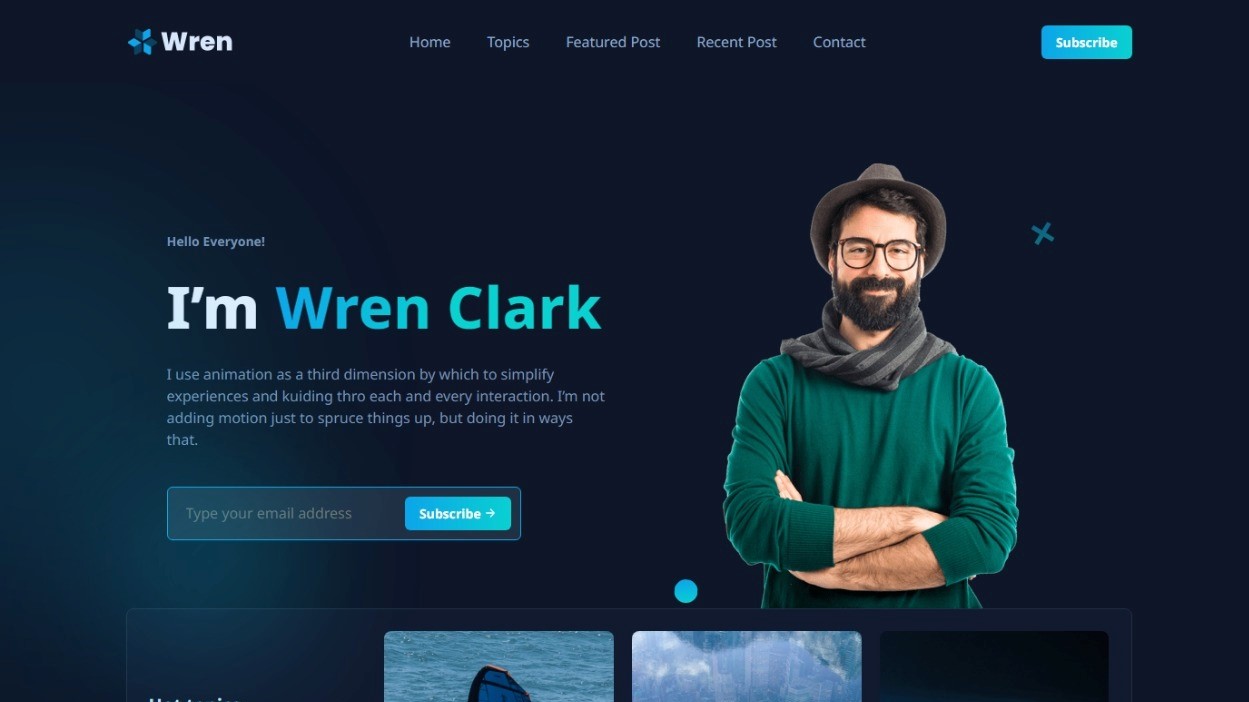 Wren
Home Topics Featured Post Recent Post Contact
Subscribe
Hello Everyone!
I’m Wren Clark
I use animation as a third dimension by which to simplify
experiences and kuiding thro each and every interaction. I’m not
adding motion just to spruce things up, but doing it in ways
that.
Type your email address
Subscribe →